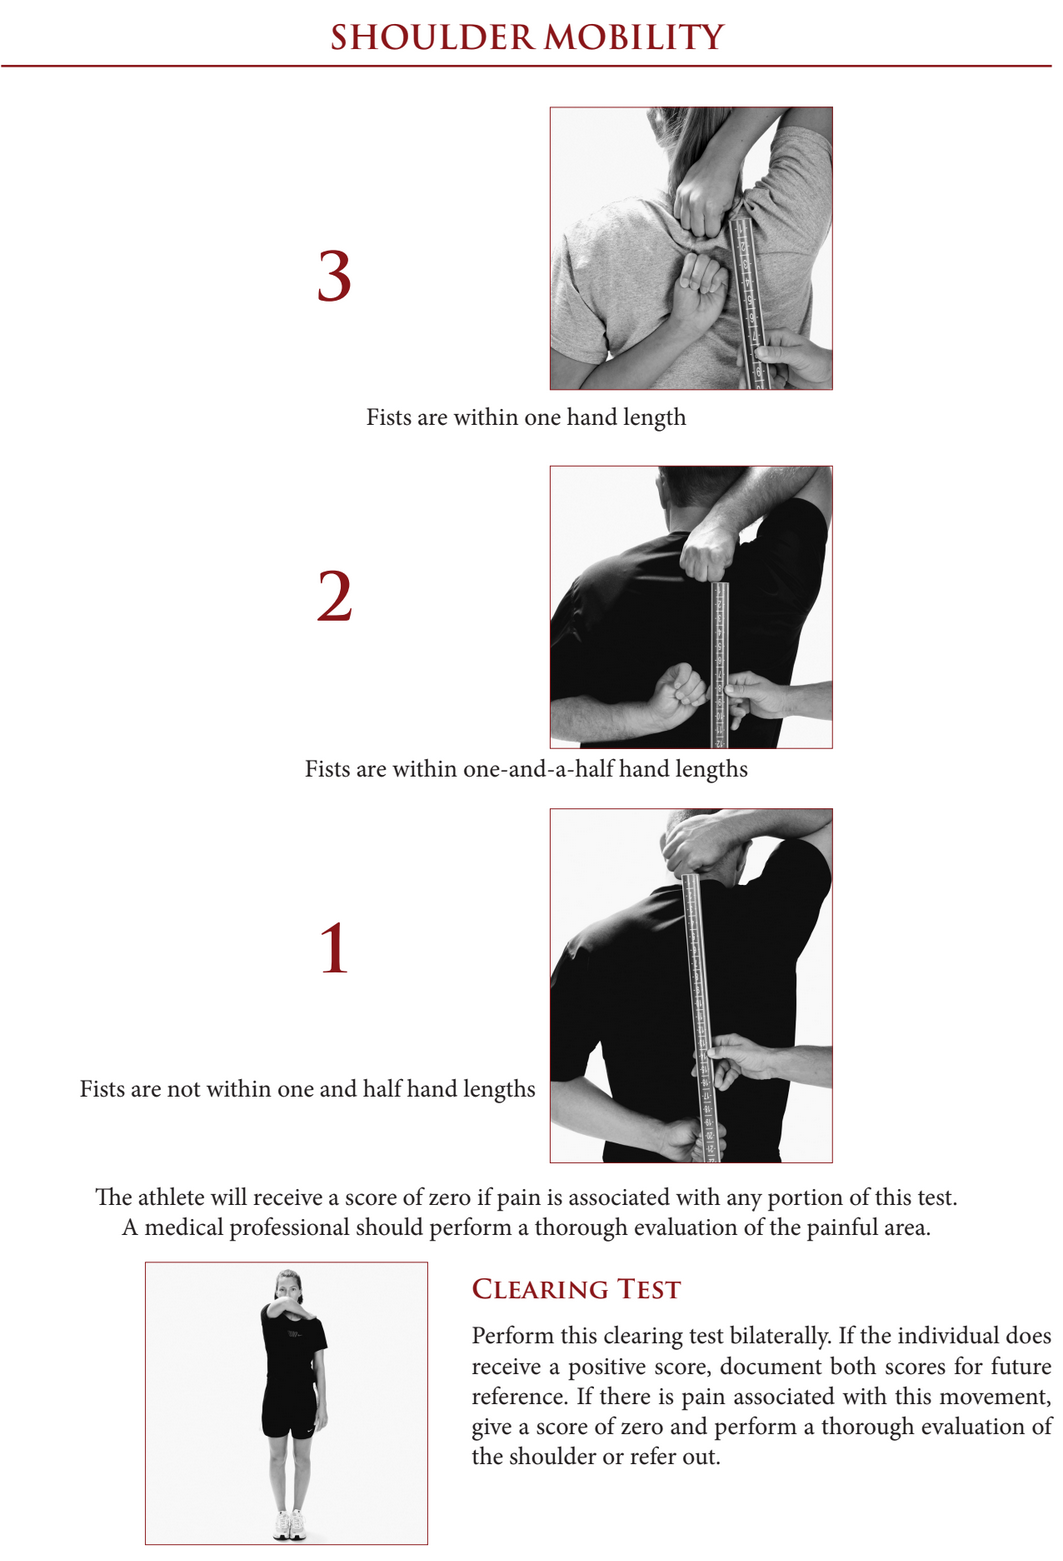 SHOULDER MOBILITY
3
Fists are within one hand length
2
Fists are within one-and-a-half hand lengths
1
Fists are not within one and half hand lengths
The athlete will receive a score of zero if pain is associated with any portion of this test.
A medical professional should perform a thorough evaluation of the painful area.
CLEARING TEST
Perform this clearing test bilaterally. If the individual does
receive a positive score, document both scores for future
reference. If there is pain associated with this movement,
give a score of zero and perform a thorough evaluation of
the shoulder or refer out.